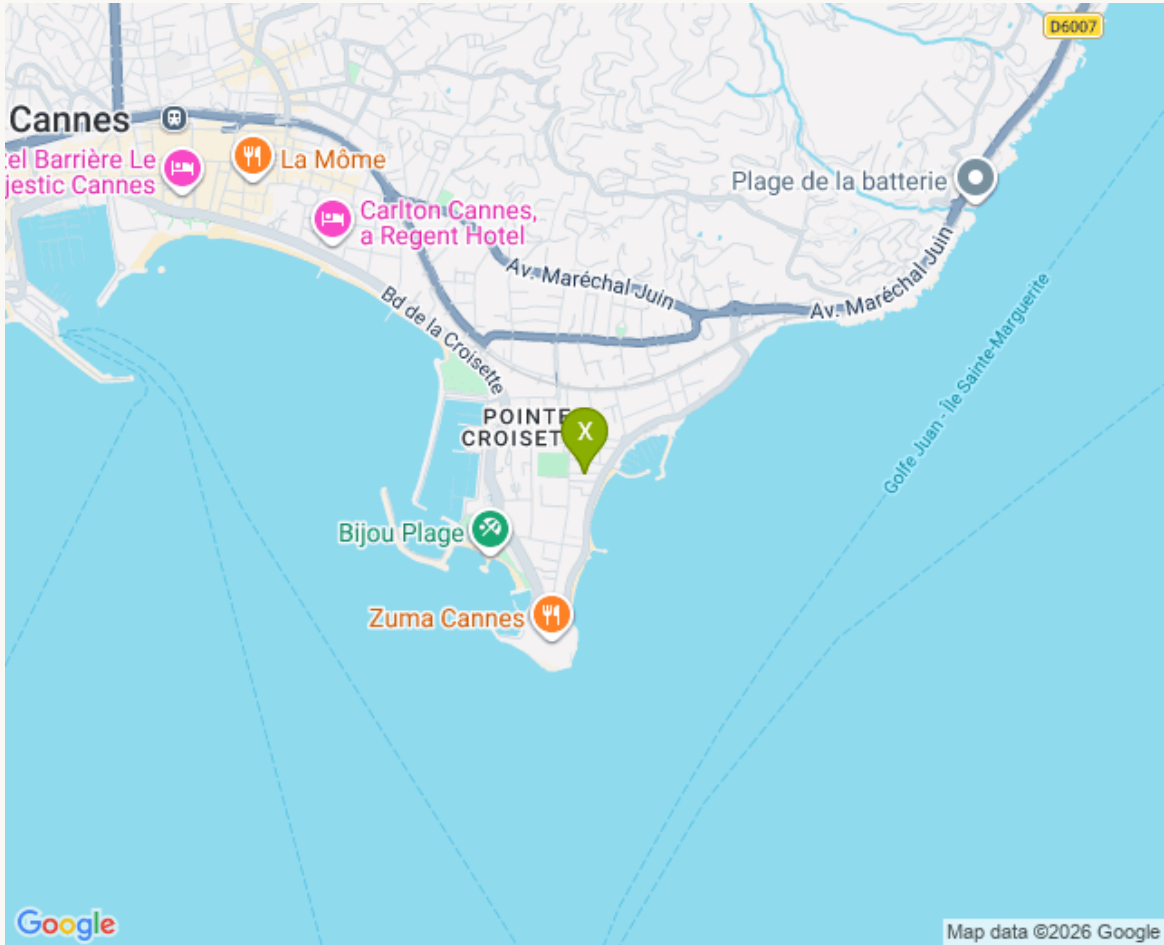 D6007
Cannes
tel Barrière Le
jestic Cannes
La Môme
Plage de la batterie
Carlton Cannes,
a Regent Hotel
Av. Maréchal Juin
Av. Maréchal Juin
Bd de la Croisette
Golfe Juan - Île Sainte-Marguerite
POINTE
CROISET
X
Bijou Plage
Zuma Cannes
Google
Map data ©2026 Google